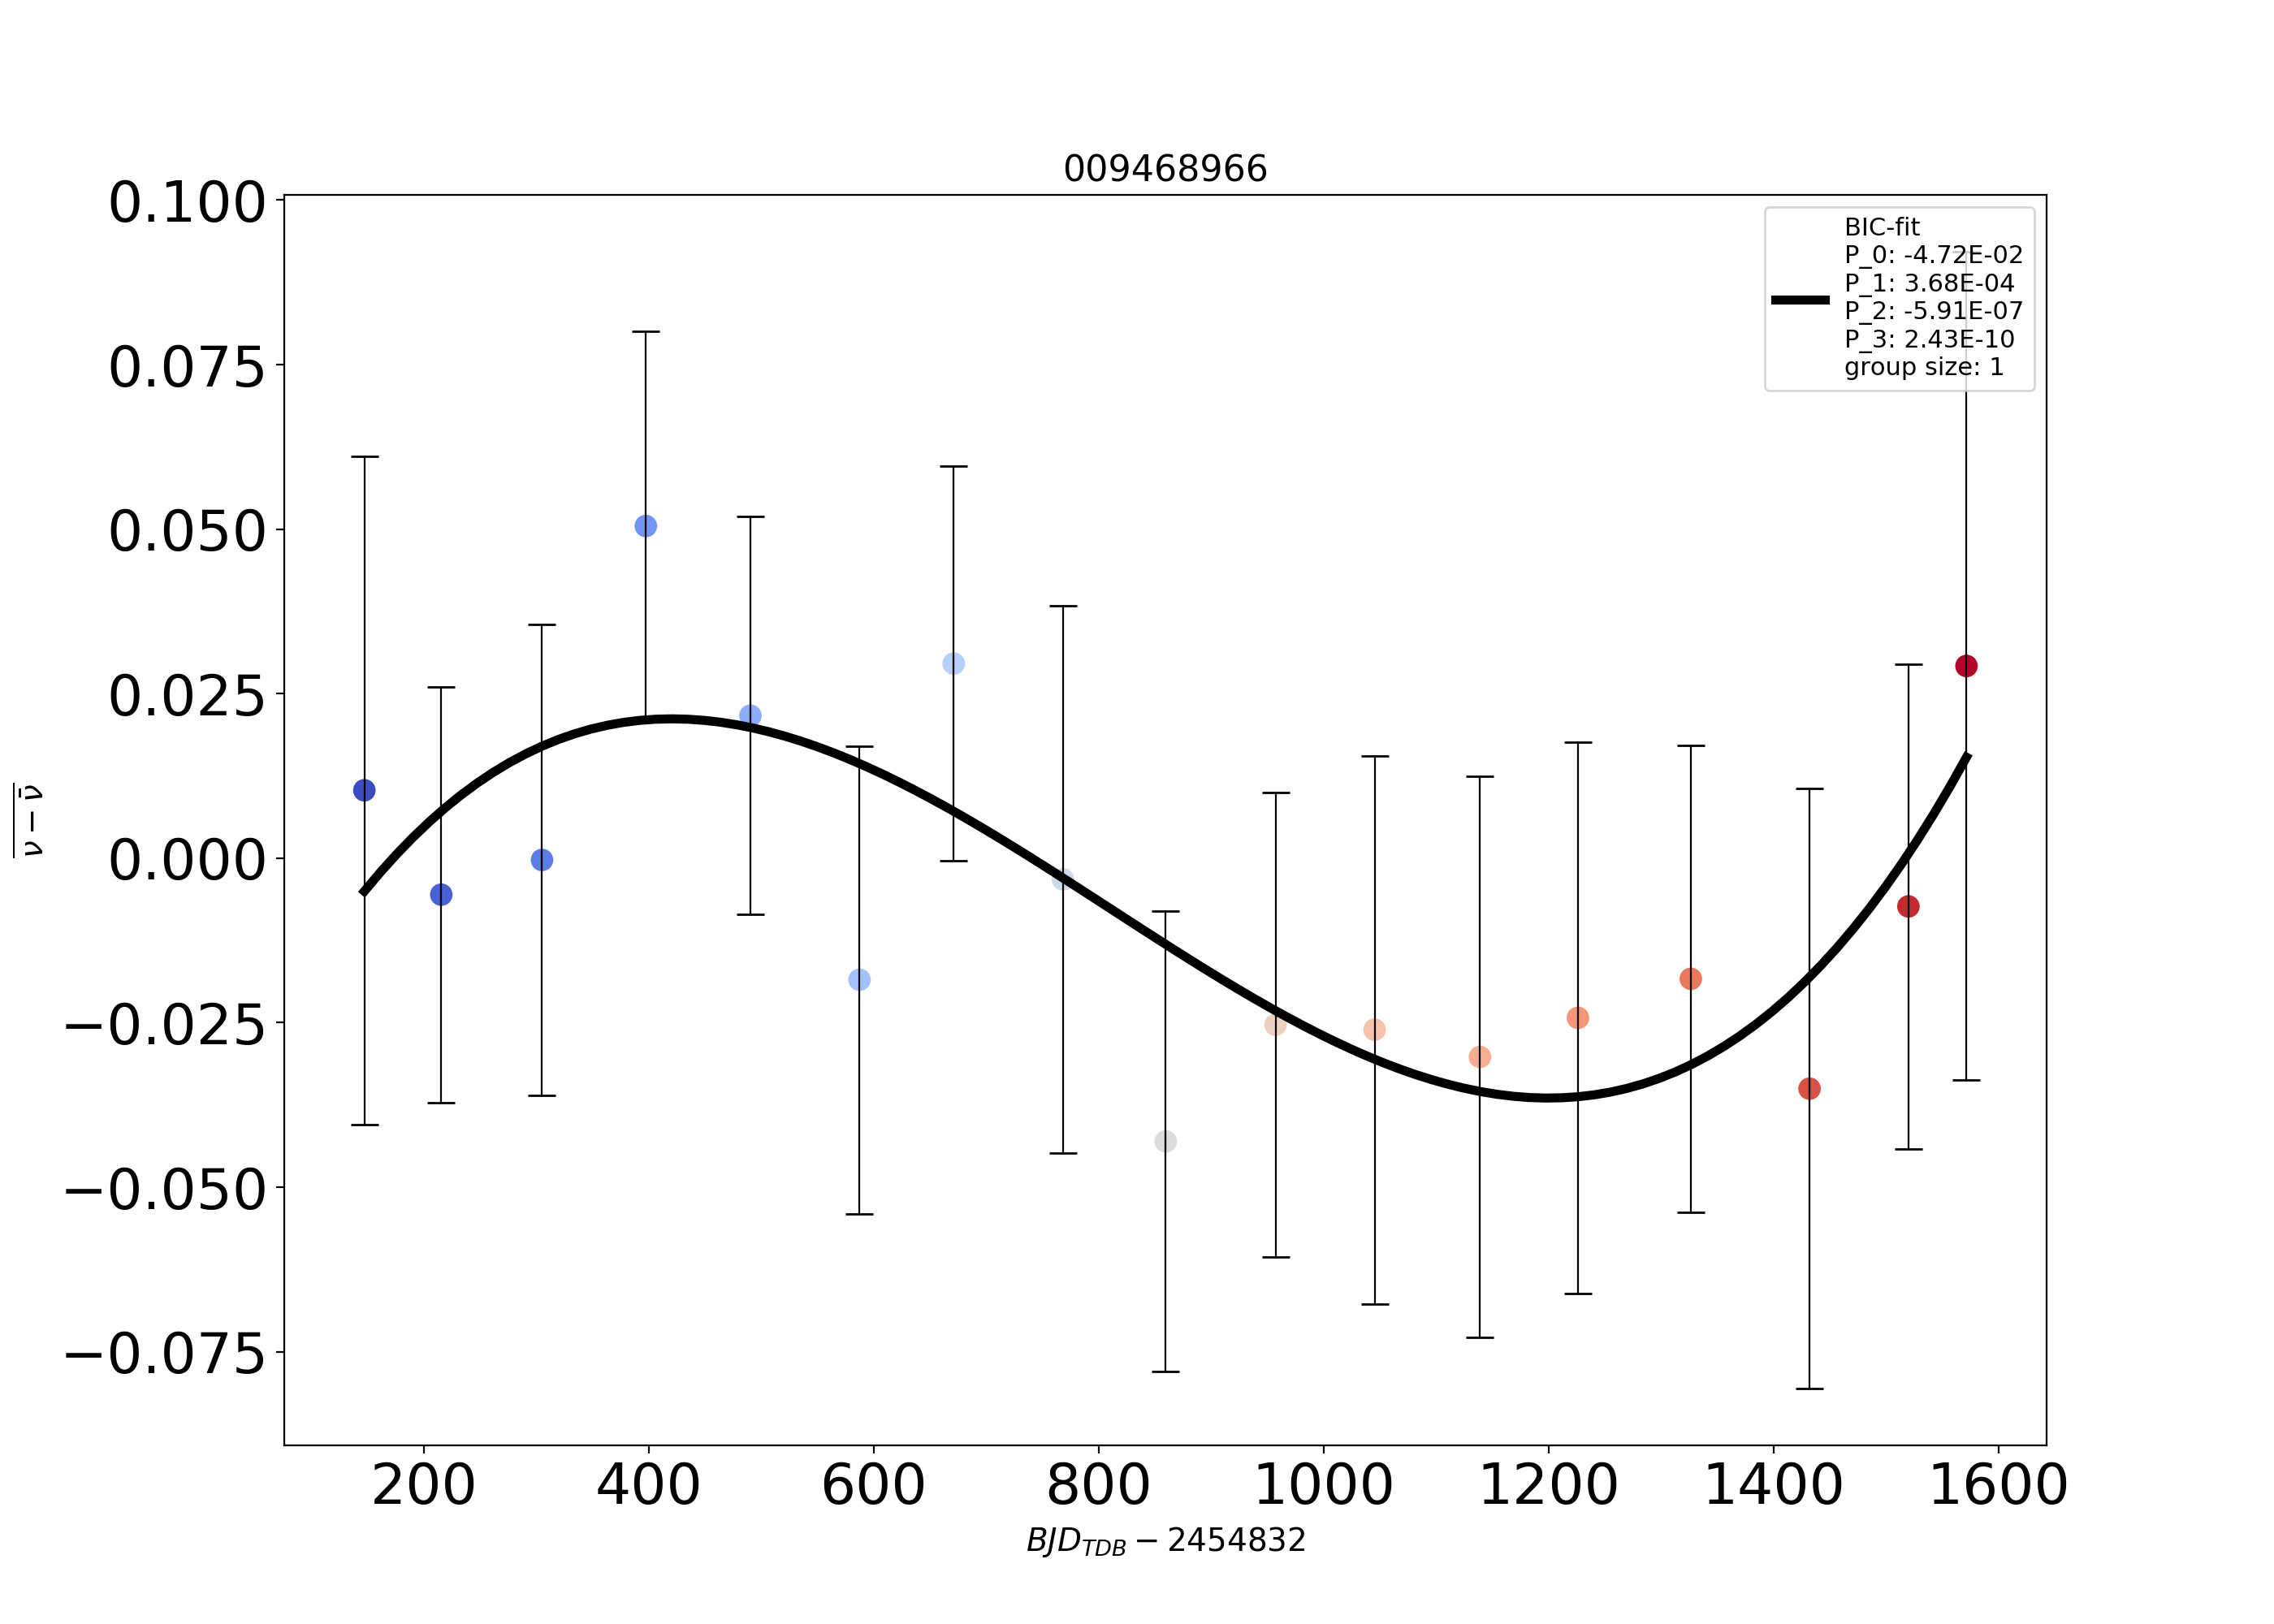 009468966
0.100
0.075
0.050
0.025
0.000
−0.025
−0.050
−0.075
BIC-fit
P_0: -4.72E-02
P_1: 3.68E-04
P_2: -5.91E-07
P_3: 2.43E-10
group size: 1
ν − ν̄
200 400 600 800 1000 1200 1400 1600
BJD_TDB − 2454832